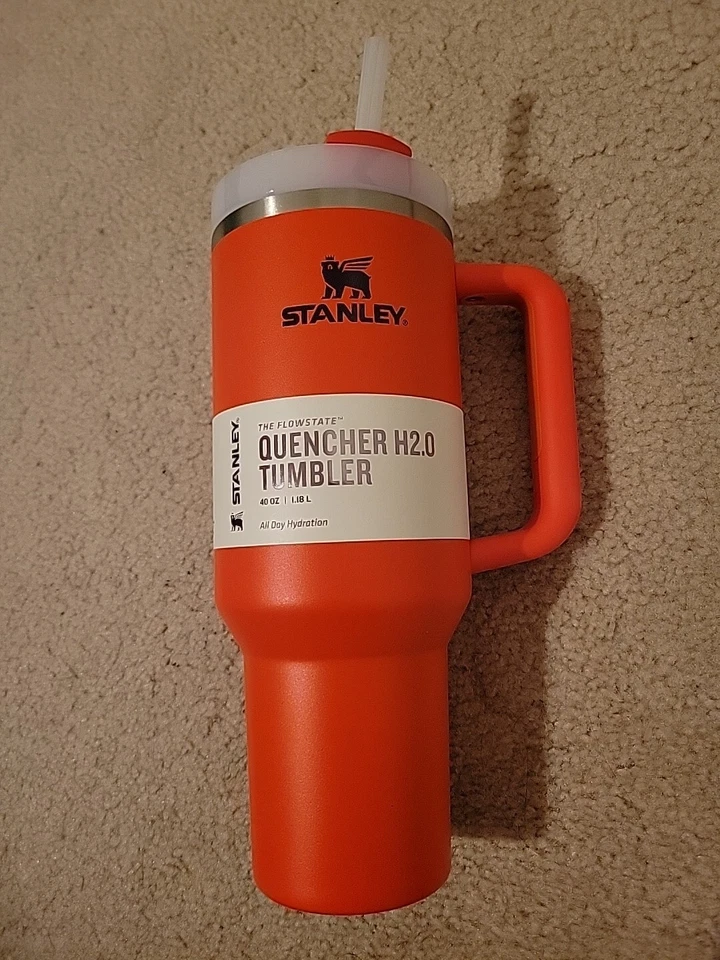 STANLEY®
STANLEY®
THE FLOWSTATE™
QUENCHER H2.0
TUMBLER
40 OZ | 1.18 L
All Day Hydration